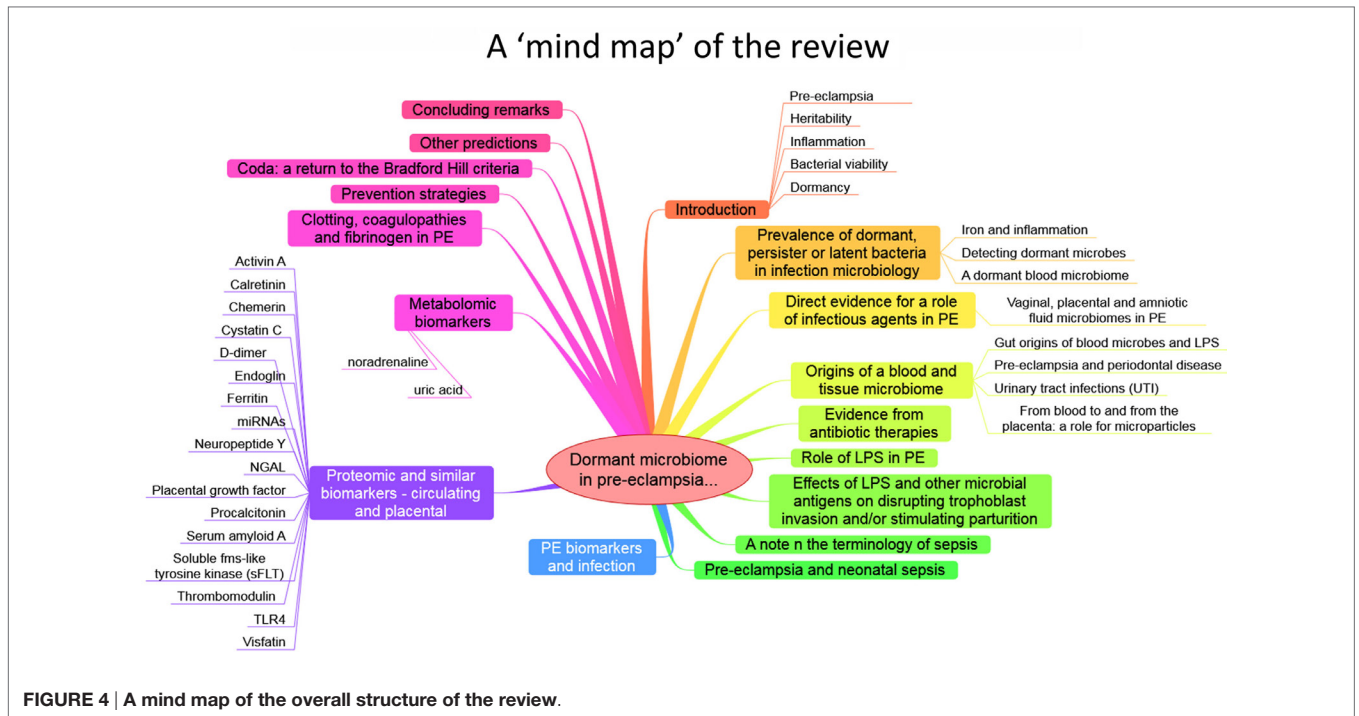 A ‘mind map’ of the review
Concluding remarks
Other predictions
Coda: a return to the Bradford Hill criteria
Prevention strategies
Clotting, coagulopathies
and fibrinogen in PE
Metabolomic
biomarkers
noradrenaline
uric acid
Activin A
Calretinin
Chemerin
Cystatin C
D-dimer
Endoglin
Ferritin
miRNAs
Neuropeptide Y
NGAL
Placental growth factor
Procalcitonin
Serum amyloid A
Soluble fms-like
tyrosine kinase (sFLT)
Thrombomodulin
TLR4
Visfatin
Proteomic and similar
biomarkers - circulating
and placental
PE biomarkers
and infection
Dormant microbiome
in pre-eclampsia...
Introduction
Pre-eclampsia
Heritability
Inflammation
Bacterial viability
Dormancy
Prevalence of dormant,
persister or latent bacteria
in infection microbiology
Iron and inflammation
Detecting dormant microbes
A dormant blood microbiome
Direct evidence for a role
of infectious agents in PE
Vaginal, placental and amniotic
fluid microbiomes in PE
Origins of a blood and
tissue microbiome
Gut origins of blood microbes and LPS
Pre-eclampsia and periodontal disease
Urinary tract infections (UTI)
From blood to and from the
placenta: a role for microparticles
Evidence from
antibiotic therapies
Role of LPS in PE
Effects of LPS and other microbial
antigens on disrupting trophoblast
invasion and/or stimulating parturition
A note n the terminology of sepsis
Pre-eclampsia and neonatal sepsis
FIGURE 4 | A mind map of the overall structure of the review.